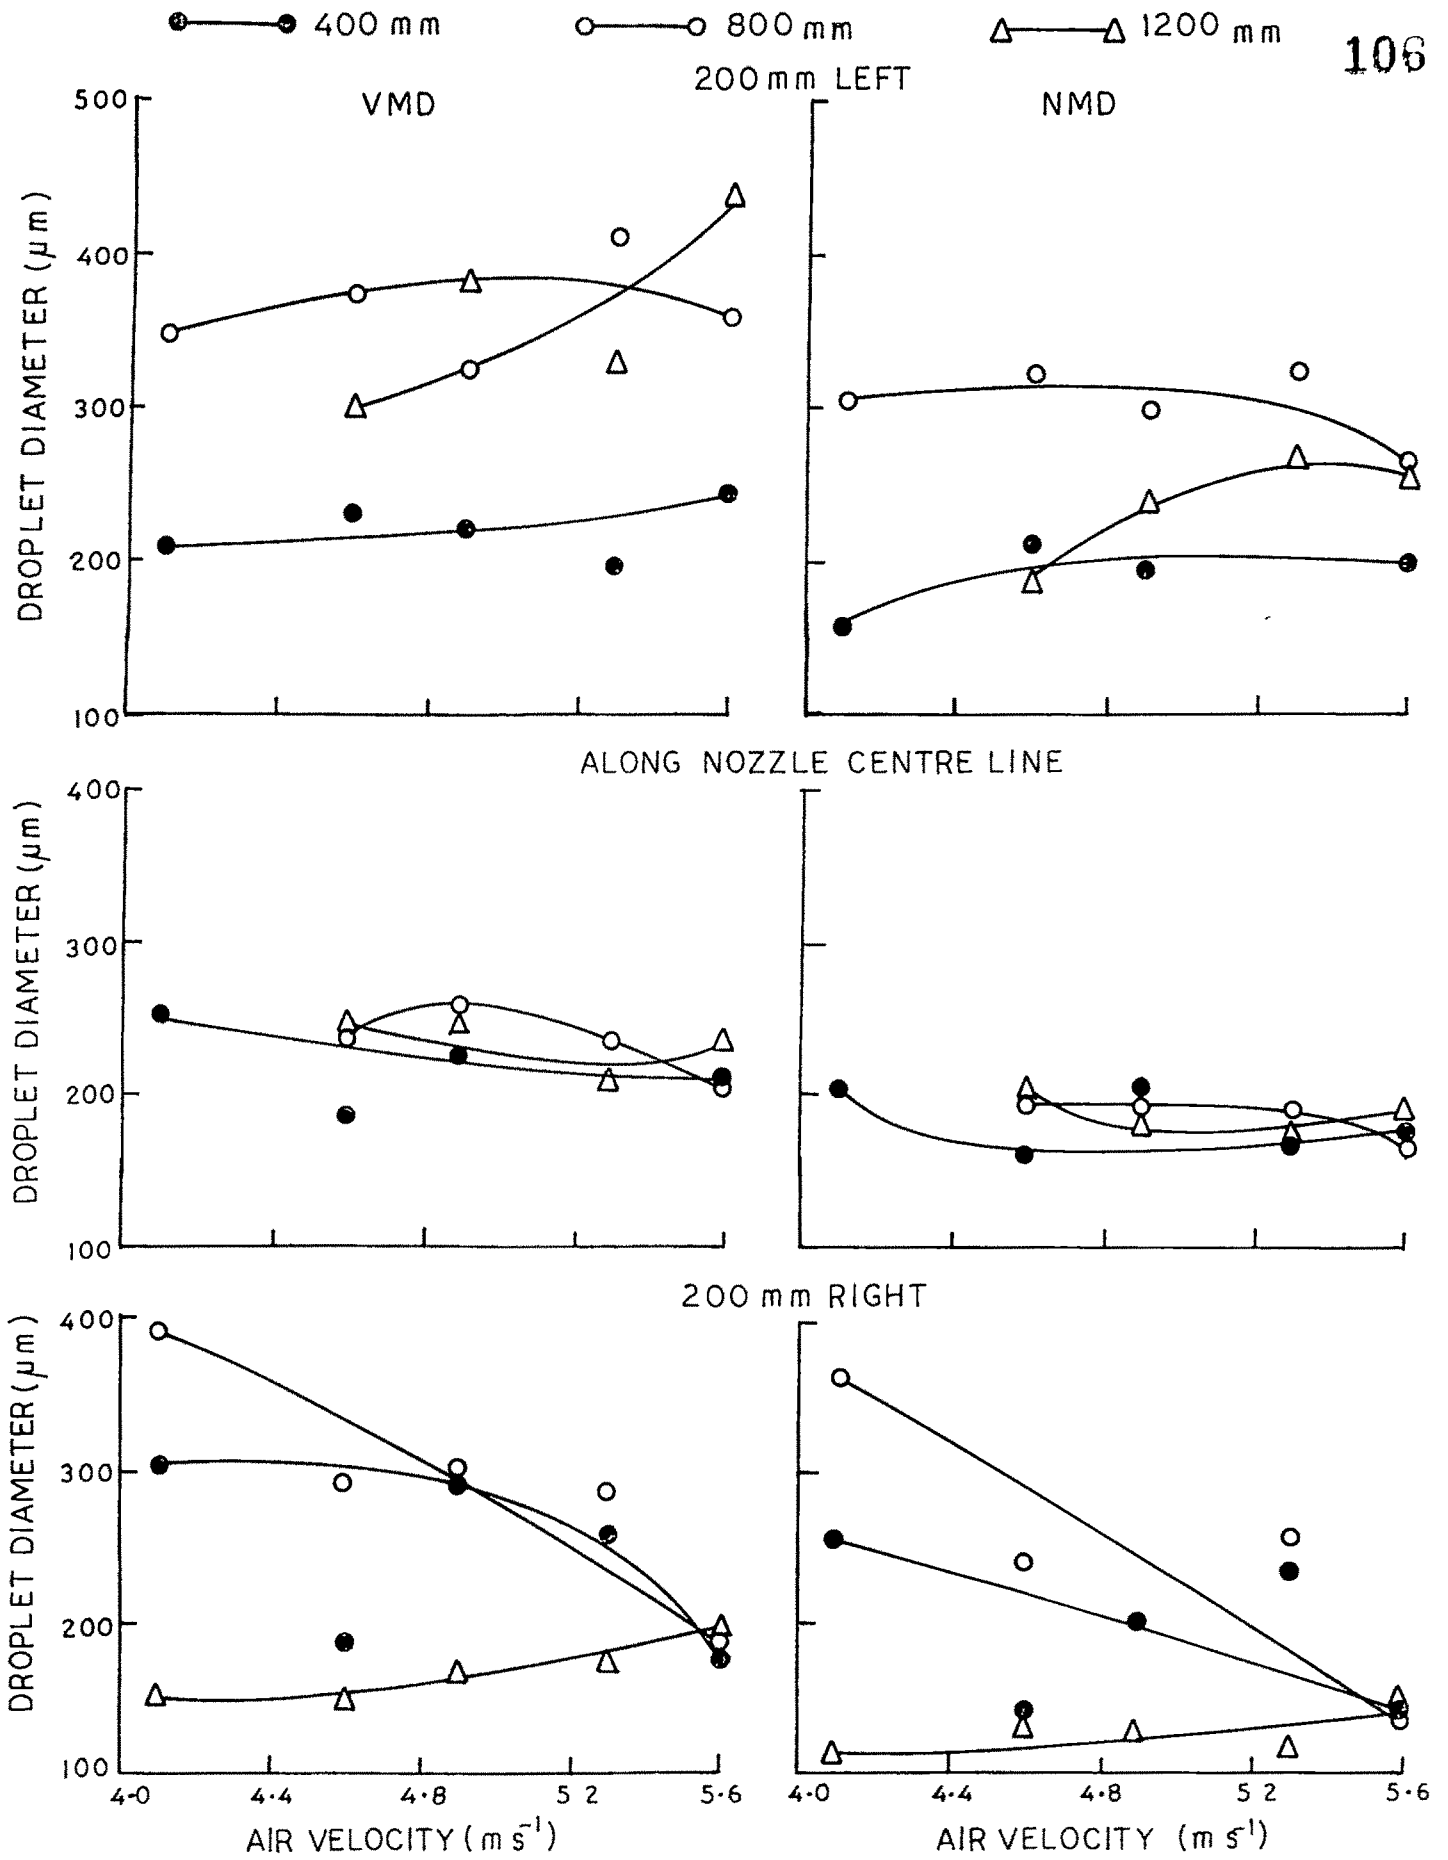 400 mm 800 mm 1200 mm
106
200 mm LEFT
VMD NMD
500
400
300
200
100
DROPLET DIAMETER (μm)
ALONG NOZZLE CENTRE LINE
400
300
200
100
DROPLET DIAMETER (μm)
200 mm RIGHT
400
300
200
100
DROPLET DIAMETER (μm)
4·0 4·4 4·8 5 2 5·6 4·0 4·4 4·8 5 2 5·6
AIR VELOCITY (m s⁻¹) AIR VELOCITY (m s⁻¹)